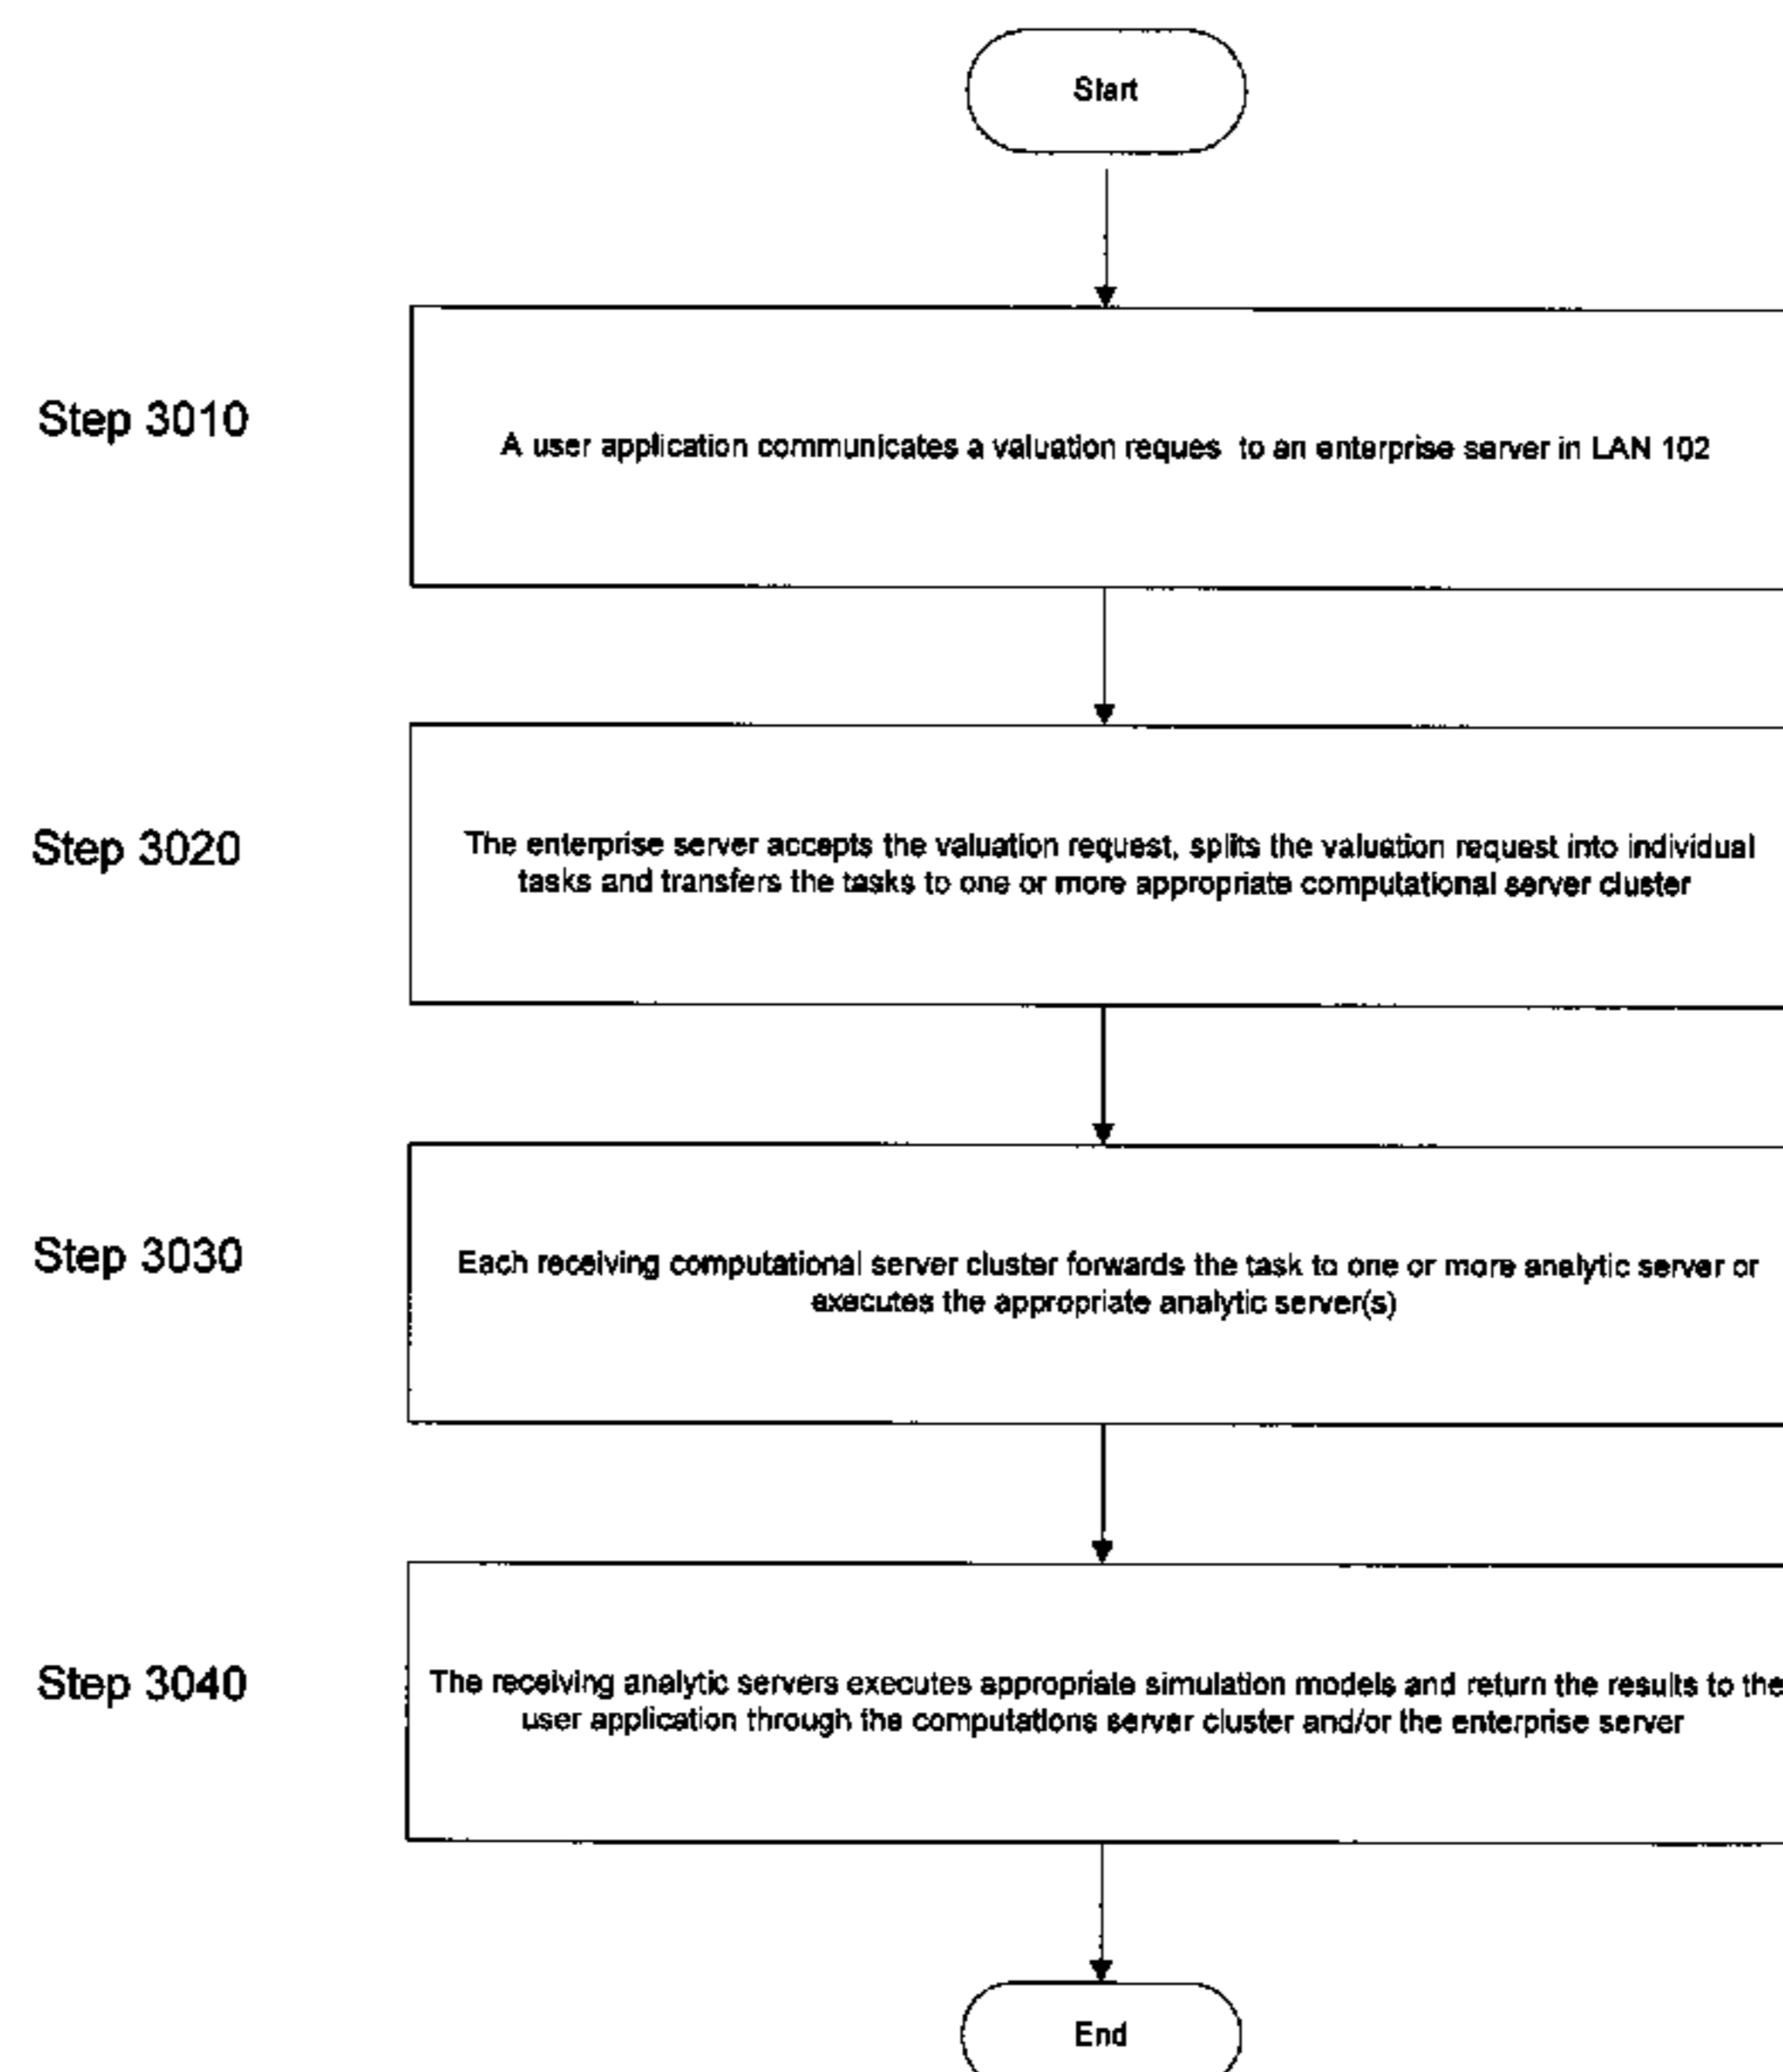 Start
Step 3010
A user application communicates a valuation reques to an enterprise server in LAN 102
Step 3020
The enterprise server accepts the valuation request, splits the valuation request into individual
tasks and transfers the tasks to one or more appropriate computational server cluster
Step 3030
Each receiving computational server cluster forwards the task to one or more analytic server or
executes the appropriate analytic server(s)
Step 3040
The receiving analytic servers executes appropriate simulation models and return the results to the
user application through the computations server cluster and/or the enterprise server
End